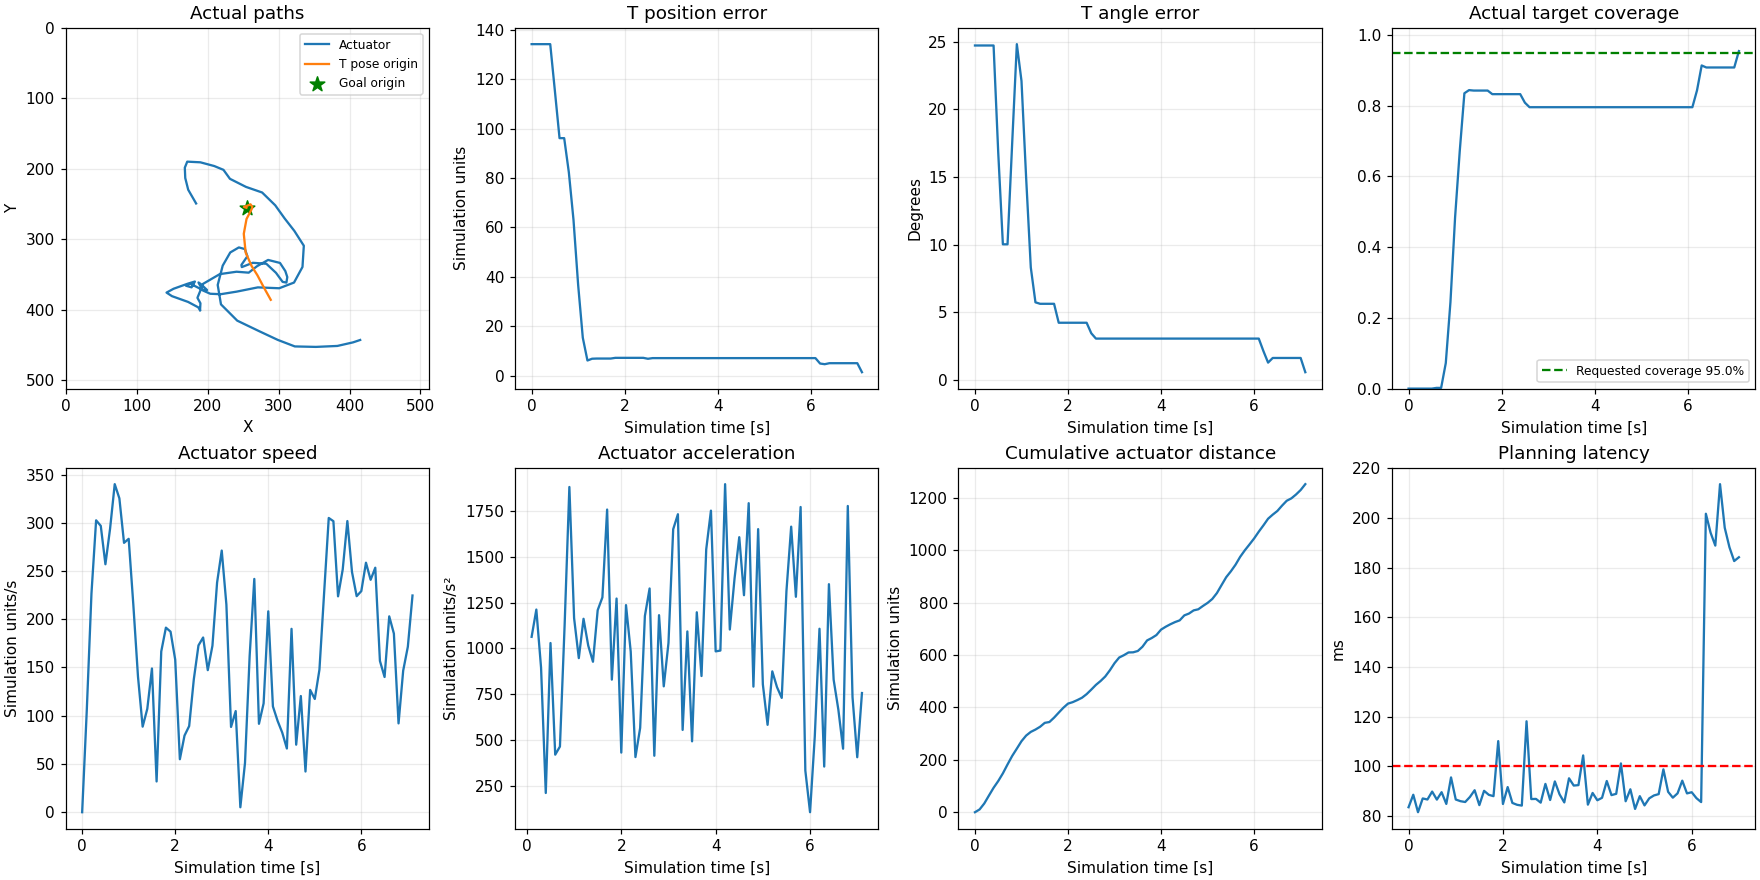 Actual paths
0
100
200
300
400
500
Y
0 100 200 300 400 500
X
Actuator
T pose origin
Goal origin
T position error
140
120
100
80
60
40
20
0
Simulation units
0 2 4 6
Simulation time [s]
T angle error
25
20
15
10
5
0
Degrees
0 2 4 6
Simulation time [s]
Actual target coverage
1.0
0.8
0.6
0.4
0.2
0.0
0 2 4 6
Simulation time [s]
Requested coverage 95.0%
Actuator speed
350
300
250
200
150
100
50
0
Simulation units/s
0 2 4 6
Simulation time [s]
Actuator acceleration
1750
1500
1250
1000
750
500
250
Simulation units/s²
0 2 4 6
Simulation time [s]
Cumulative actuator distance
1200
1000
800
600
400
200
0
Simulation units
0 2 4 6
Simulation time [s]
Planning latency
220
200
180
160
140
120
100
80
ms
0 2 4 6
Simulation time [s]